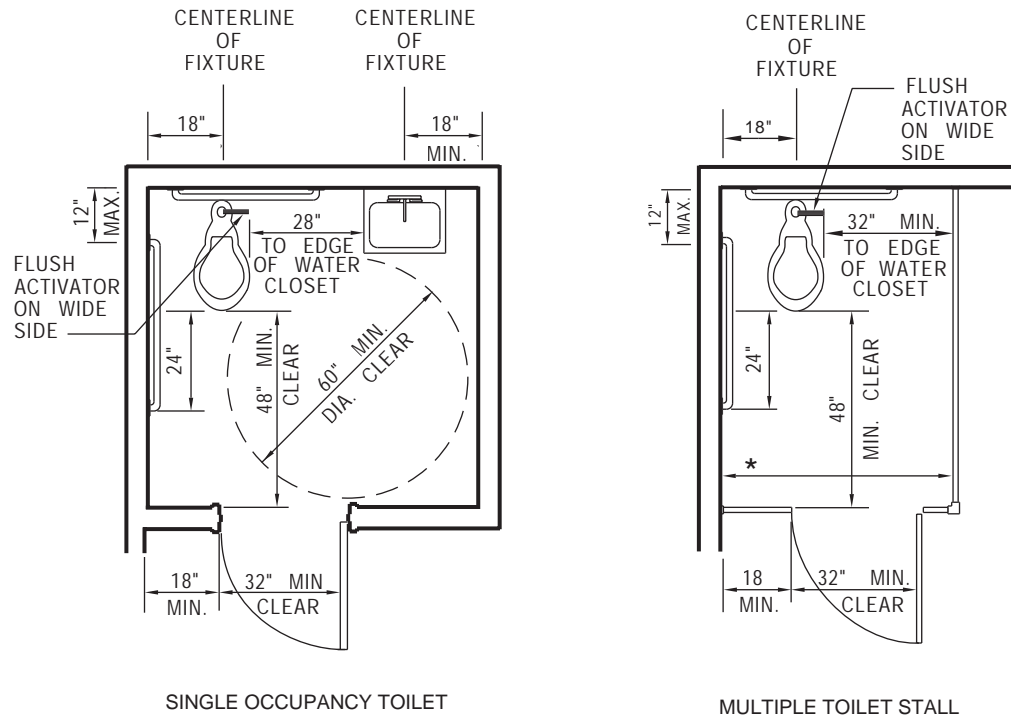 CENTERLINE
OF
FIXTURE
CENTERLINE
OF
FIXTURE
18"
18"
MIN.
12"
MAX.
28"
TO EDGE
OF WATER
CLOSET
FLUSH
ACTIVATOR
ON WIDE
SIDE
24"
48" MIN.
CLEAR
60" MIN.
DIA. CLEAR
18"
MIN.
32" MIN
CLEAR
SINGLE OCCUPANCY TOILET
CENTERLINE
OF
FIXTURE
FLUSH
ACTIVATOR
ON WIDE
SIDE
18"
12"
MAX.
32" MIN.
TO EDGE
OF WATER
CLOSET
24"
48"
MIN. CLEAR
*
18
MIN.
32" MIN.
CLEAR
MULTIPLE TOILET STALL